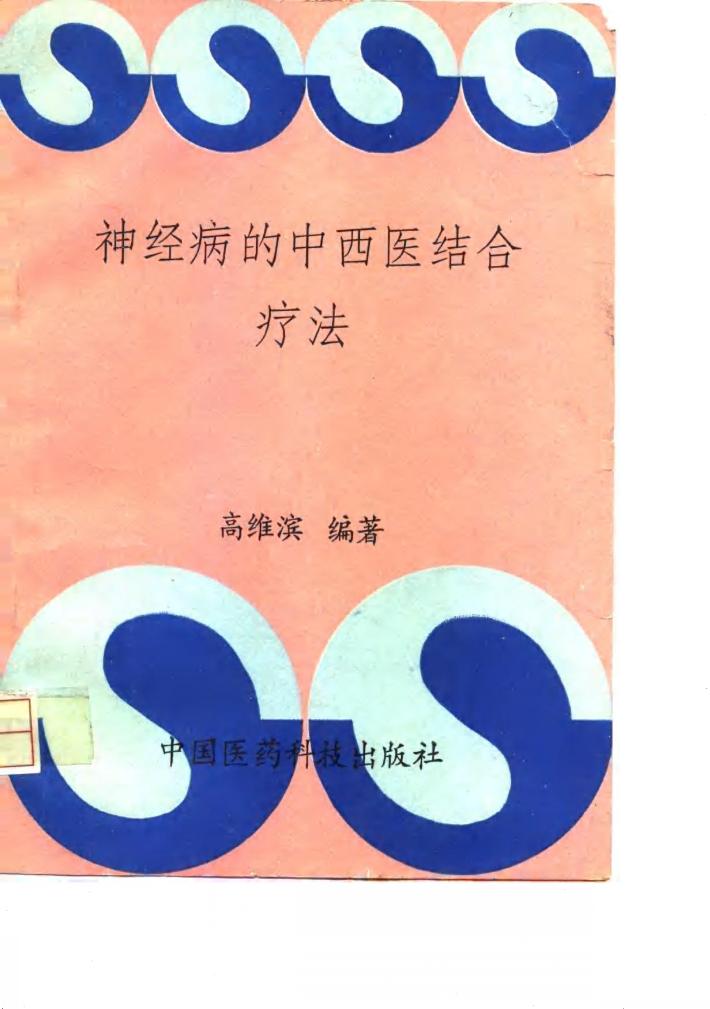 神经病的中西医结合
疗法
高维滨 编著
中国医药科技出版社